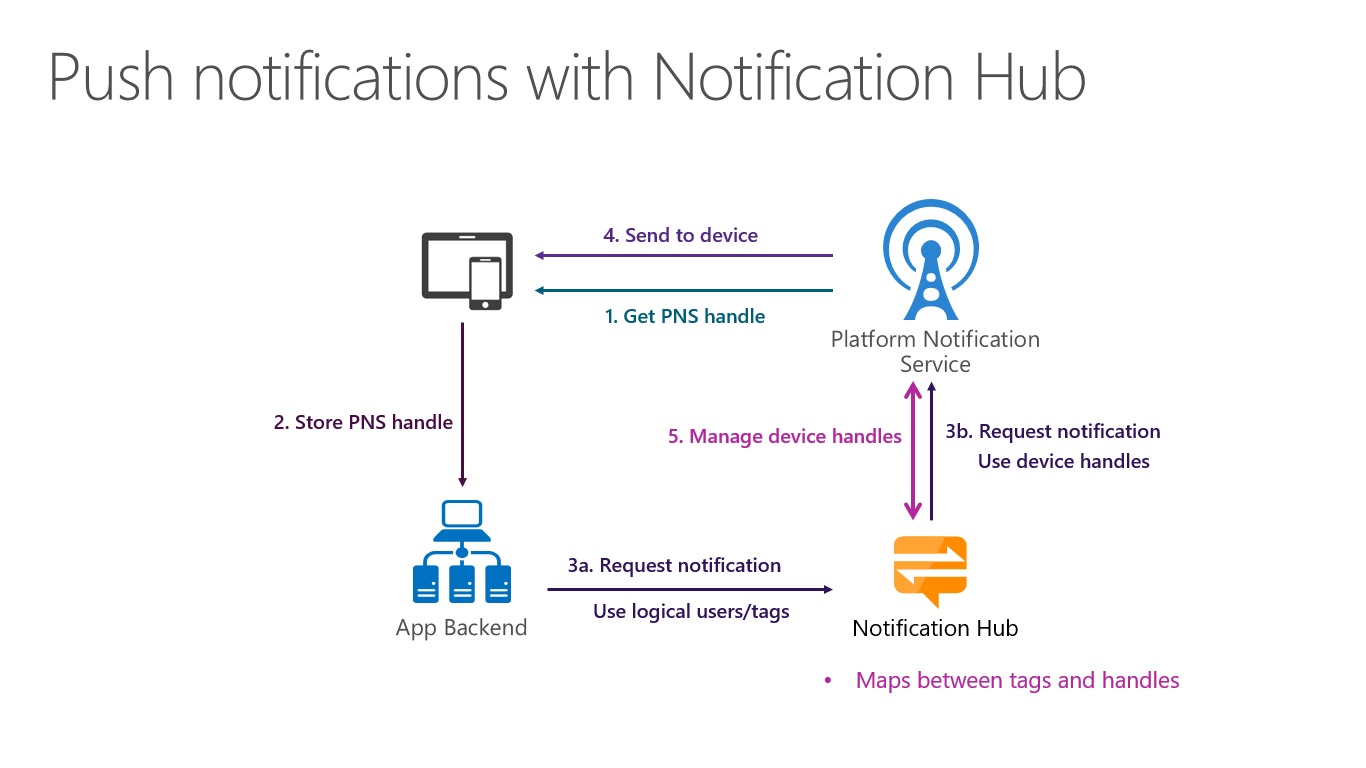 Push notifications with Notification Hub
4. Send to device
1. Get PNS handle
Platform Notification
Service
2. Store PNS handle
5. Manage device handles
3b. Request notification
Use device handles
3a. Request notification
Use logical users/tags
App Backend
Notification Hub
• Maps between tags and handles